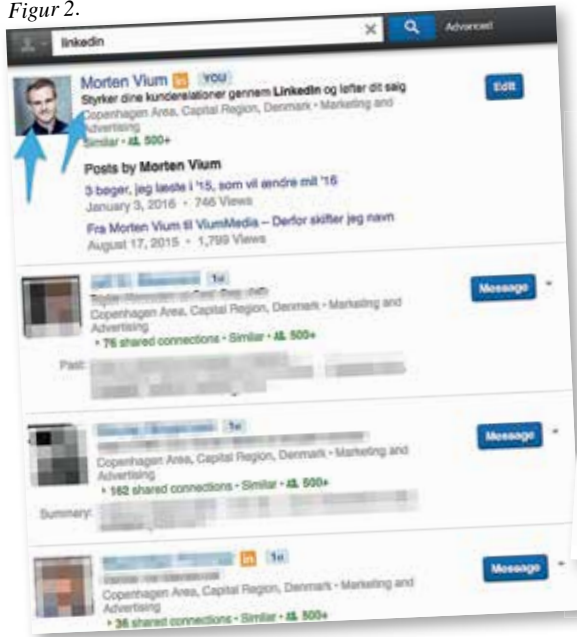 Figur 2.
linkedin
Advanced
Morten Vium in YOU
Styrker dine kunderelationer gennem LinkedIn og løfter dit salg
Edit
Copenhagen Area, Capital Region, Denmark • Marketing and
Advertising
Similar • 500+
Posts by Morten Vium
3 bøger, jeg læste i '15, som vil ændre mit '16
January 3, 2016 • 746 Views
Fra Morten Vium til ViumMedia – Derfor skifter jeg navn
August 17, 2015 • 1,799 Views
1st
Message
Copenhagen Area, Capital Region, Denmark • Marketing and
Advertising
76 shared connections • Similar • 500+
Past:
1st
Message
Copenhagen Area, Capital Region, Denmark • Marketing and
Advertising
162 shared connections • Similar • 500+
Summary:
in 1st
Message
Copenhagen Area, Capital Region, Denmark • Marketing and
Advertising
36 shared connections • Similar • 500+